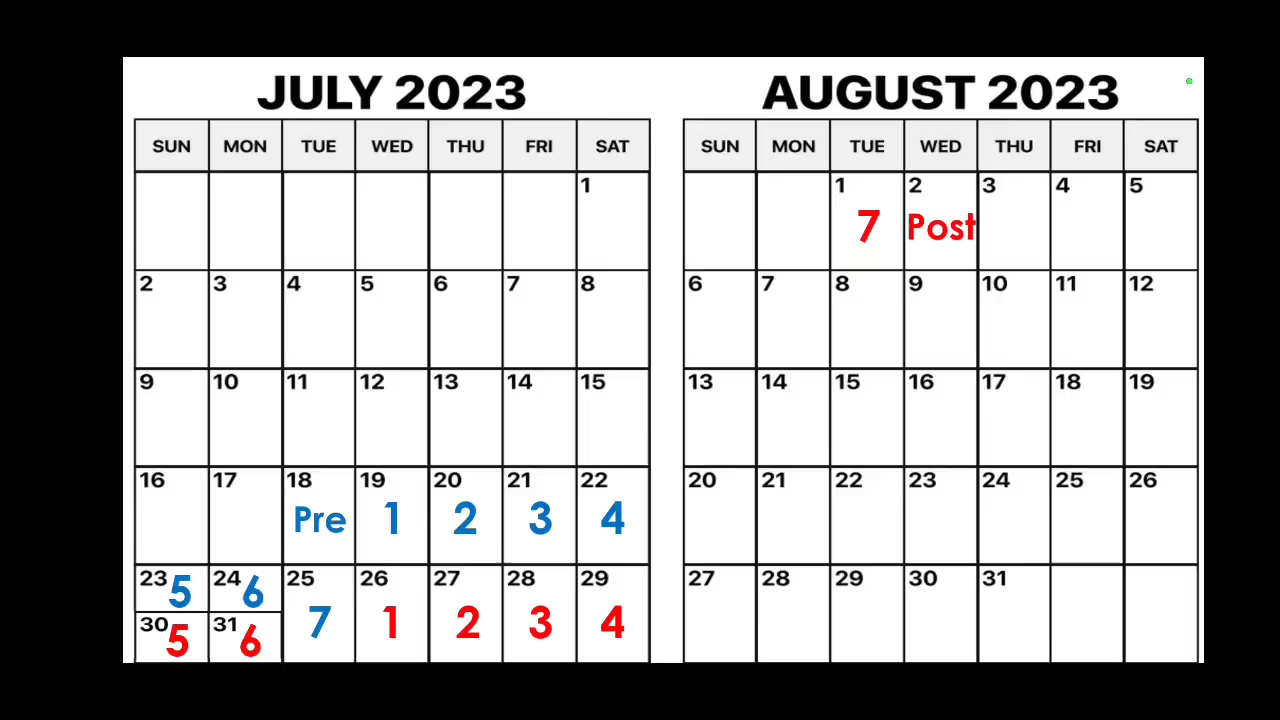 JULY 2023
SUN MON TUE WED THU FRI SAT
1
2 3 4 5 6 7 8
9 10 11 12 13 14 15
16 17 18 19 20 21 22
Pre 1 2 3 4
23 5 24 6 25 26 27 28 29
7 1 2 3 4
30 5 31 6
AUGUST 2023
SUN MON TUE WED THU FRI SAT
1 2 3 4 5
7 Post
6 7 8 9 10 11 12
13 14 15 16 17 18 19
20 21 22 23 24 25 26
27 28 29 30 31